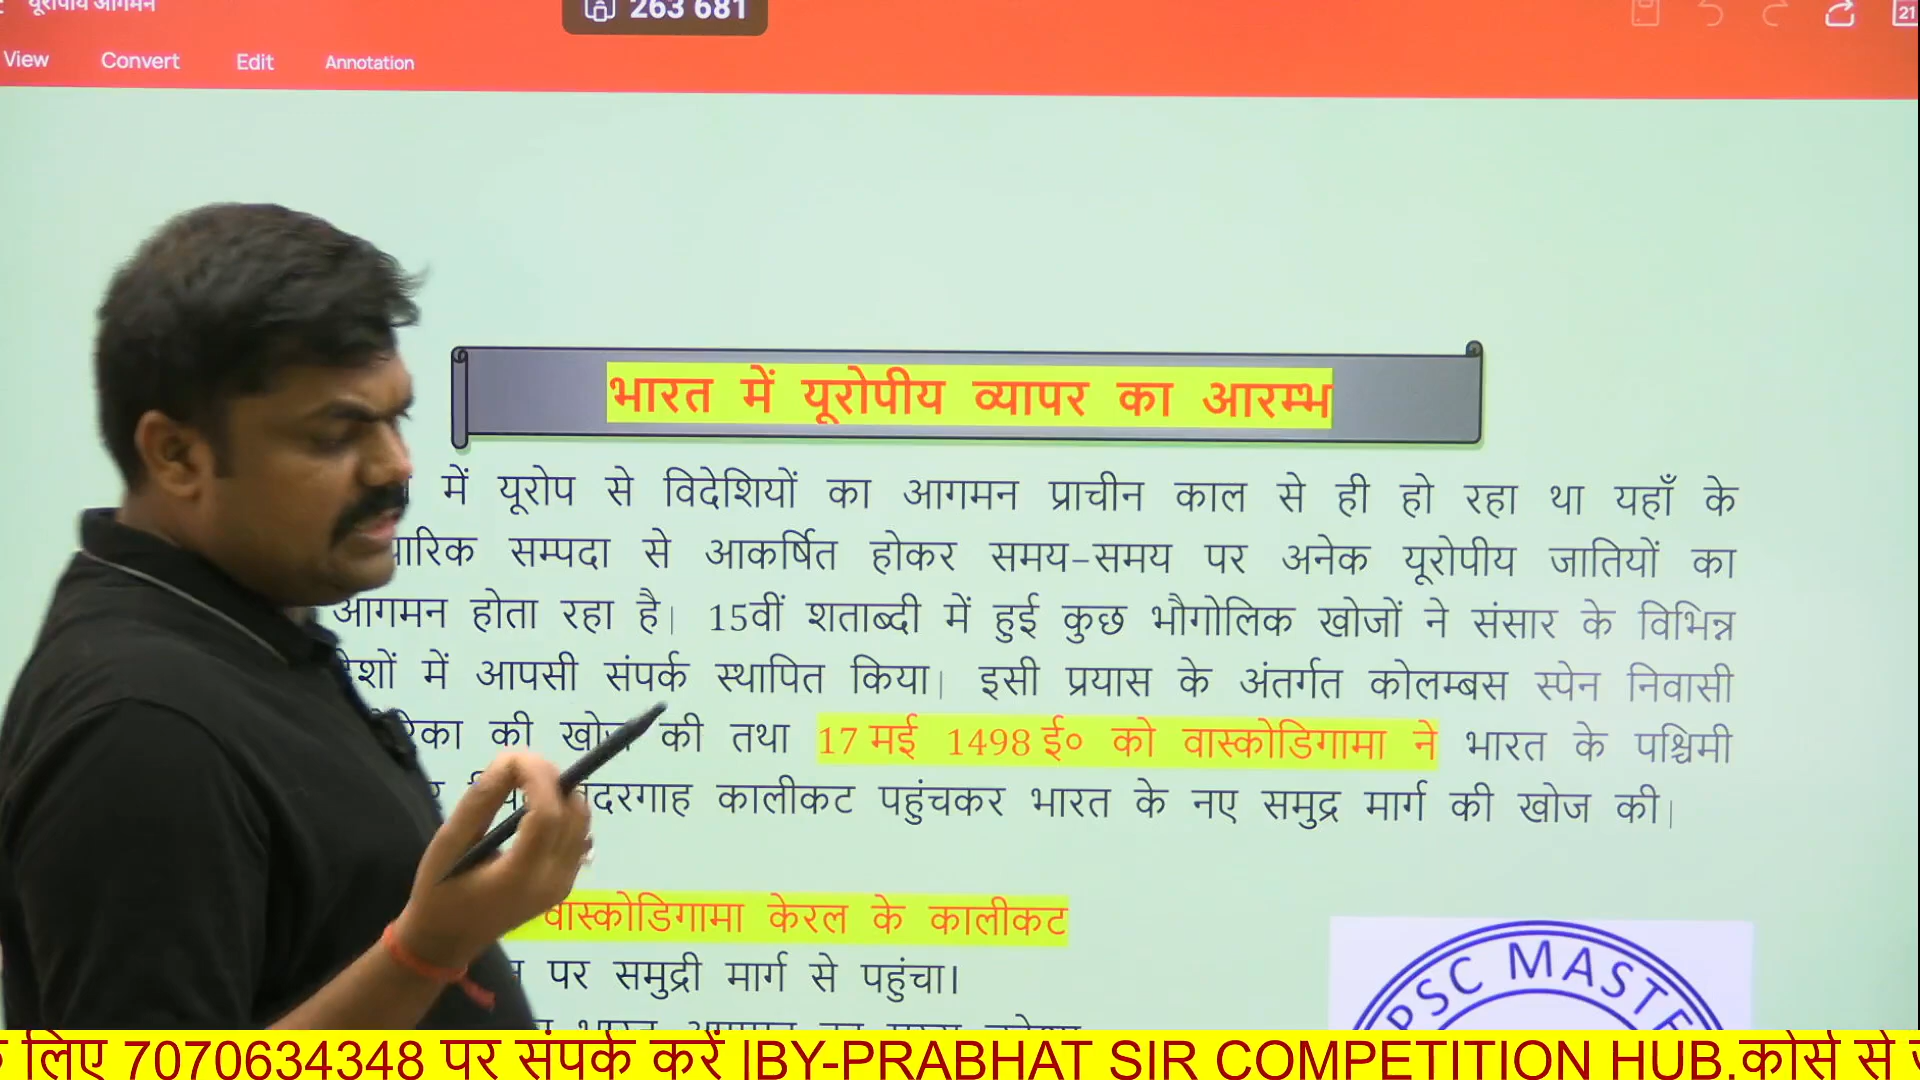 यूरोपीय आगमन
263 681
21
View Convert Edit Annotation
भारत में यूरोपीय व्यापर का आरम्भ
में यूरोप से विदेशियों का आगमन प्राचीन काल से ही हो रहा था यहाँ के
सम्पदा से आकर्षित होकर समय-समय पर अनेक यूरोपीय जातियों का
आगमन होता रहा है। 15वीं शताब्दी में हुई कुछ भौगोलिक खोजों ने संसार के विभिन्न
में आपसी संपर्क स्थापित किया। इसी प्रयास के अंतर्गत कोलम्बस स्पेन निवासी
की खोज की तथा 17 मई 1498 ई० को वास्कोडिगामा ने भारत के पश्चिमी
कालीकट पहुंचकर भारत के नए समुद्र मार्ग की खोज की।
वास्कोडिगामा केरल के कालीकट
पर समुद्री मार्ग से पहुंचा।
लिए 7070634348 पर संपर्क करें |BY-PRABHAT SIR COMPETITION HUB.कोर्स से